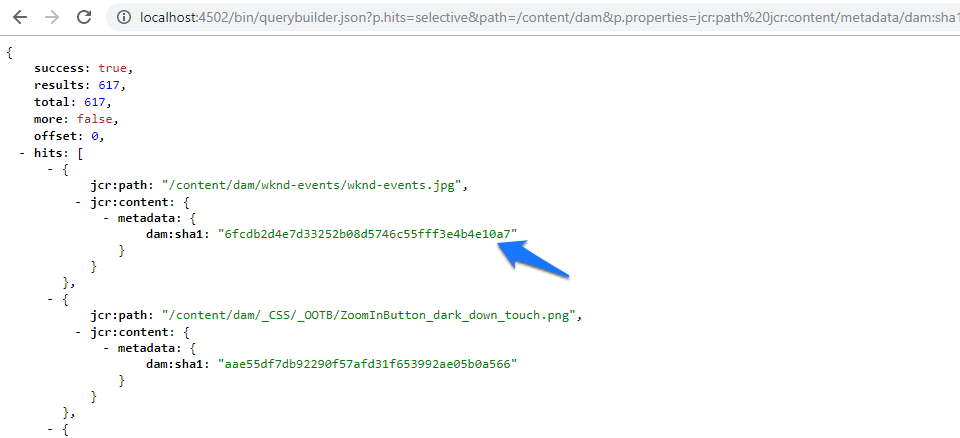 localhost:4502/bin/querybuilder.json?p.hits=selective&path=/content/dam&p.properties=jcr:path%20jcr:content/metadata/dam:sha1
{
success: true,
results: 617,
total: 617,
more: false,
offset: 0,
- hits: [
- {
jcr:path: "/content/dam/wknd-events/wknd-events.jpg",
- jcr:content: {
- metadata: {
dam:sha1: "6fcdb2d4e7d33252b08d5746c55fff3e4b4e10a7"
}
}
},
- {
jcr:path: "/content/dam/_CSS/_OOTB/ZoomInButton_dark_down_touch.png",
- jcr:content: {
- metadata: {
dam:sha1: "aae55df7db92290f57afd31f653992ae05b0a566"
}
}
},
- {